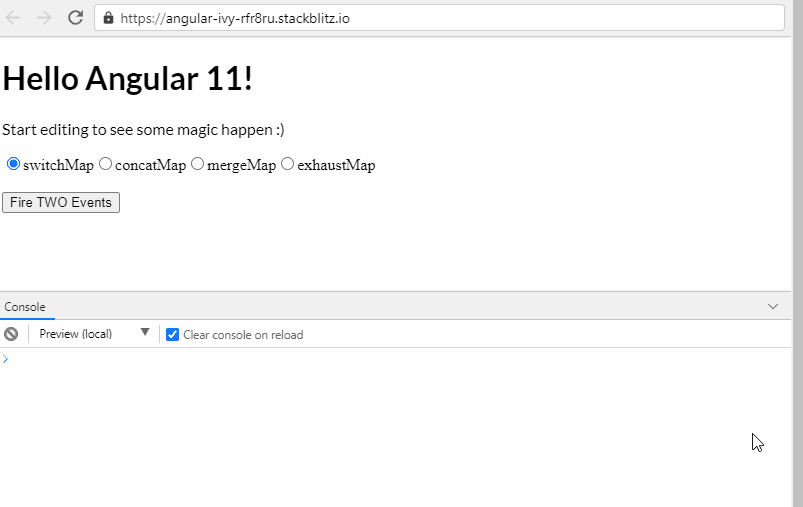 https://angular-ivy-rfr8ru.stackblitz.io
Hello Angular 11!
Start editing to see some magic happen :)
switchMap concatMap mergeMap exhaustMap
Fire TWO Events
Console
Preview (local) Clear console on reload